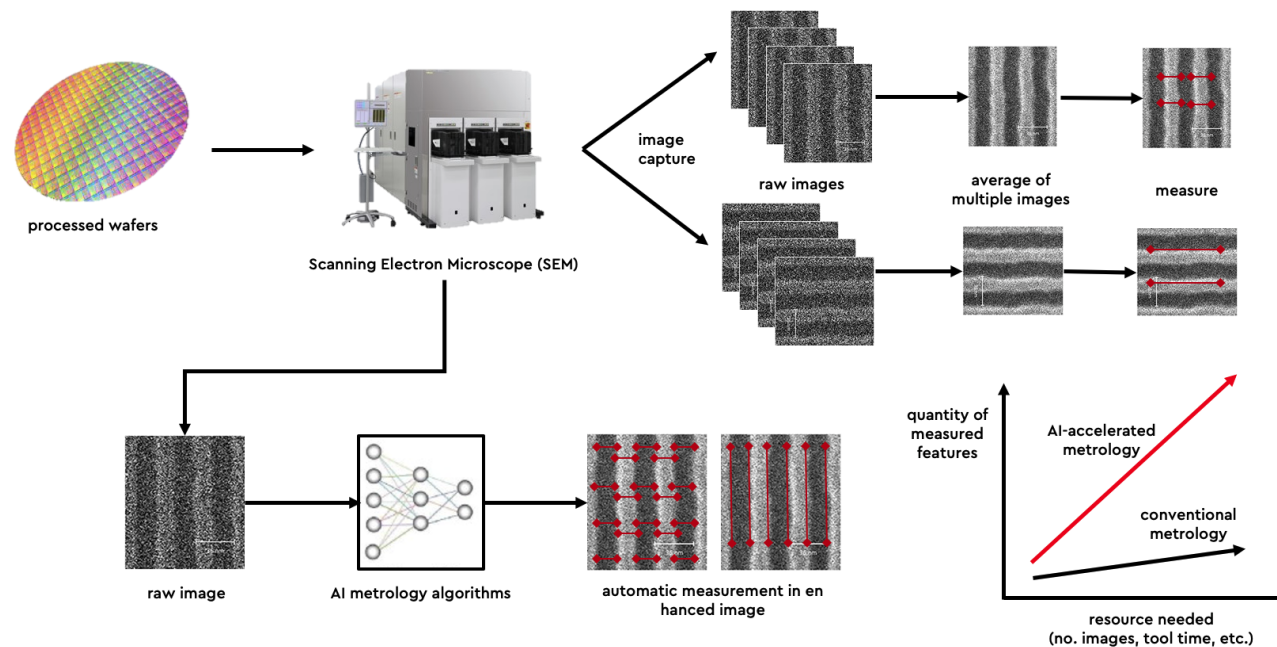 processed wafers
Scanning Electron Microscope (SEM)
image
capture
raw images
average of
multiple images
measure
raw image
AI metrology algorithms
automatic measurement in en
hanced image
quantity of
measured
features
AI-accelerated
metrology
conventional
metrology
resource needed
(no. images, tool time, etc.)